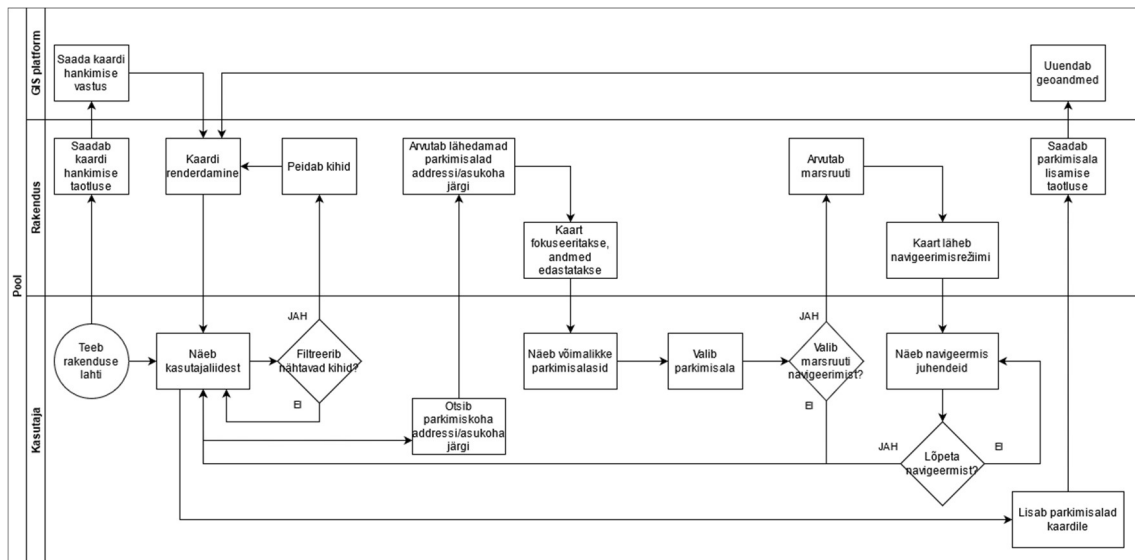 Pool
GIS platform
Saada kaardi
hankimise
vastus
Uuendab
geoandmed
Rakendus
Saadab
kaardi
hankimise
taotluse
Kaardi
renderdamine
Peidab kihid
Arvutab lähedamad
parkimisalad
addressi/asukoha
järgi
Kaart
fokuseeritakse,
andmed
edastatakse
Arvutab
marsruuti
Kaart läheb
navigeerimisrežiimi
Saadab
parkimisala
lisamise
taotluse
Kasutaja
Teeb
rakenduse
lahti
Näeb
kasutajaliidest
JAH
Filtreerib
nähtavad kihid?
EI
Otsib
parkimiskoha
addressi/asukoha
järgi
Näeb võimalikke
parkimisalasid
Valib
parkimisala
JAH
Valib
marsruuti
navigeerimist?
EI
Näeb navigeermis
juhendeid
JAH
Lõpeta
navigeermist?
EI
Lisab parkimisalad
kaardile